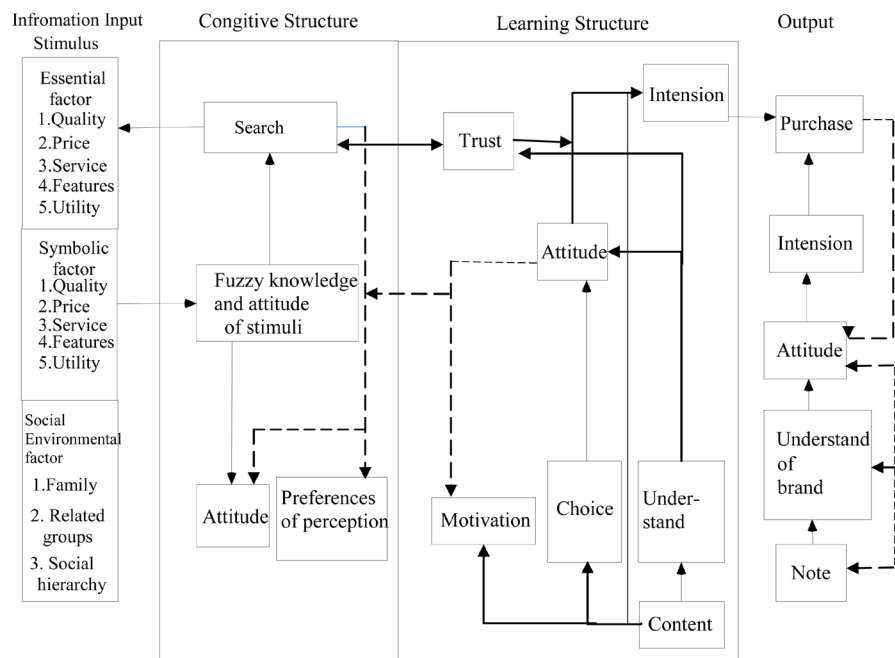 Infromation Input
Stimulus
Essential
factor
1.Quality
2.Price
3.Service
4.Features
5.Utility
Symbolic
factor
1.Quality
2.Price
3.Service
4.Features
5.Utility
Social
Environmental
factor
1.Family
2. Related
groups
3. Social
hierarchy
Congitive Structure
Search
Fuzzy knowledge
and attitude
of stimuli
Attitude
Preferences
of perception
Learning Structure
Intension
Trust
Attitude
Motivation
Choice
Under-
stand
Content
Output
Purchase
Intension
Attitude
Understand
of
brand
Note